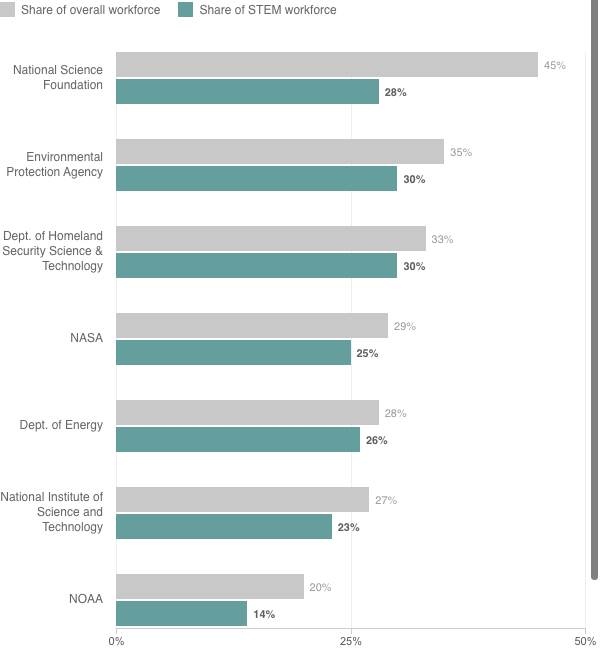 Share of overall workforce Share of STEM workforce
National Science
Foundation
45%
28%
Environmental
Protection Agency
35%
30%
Dept. of Homeland
Security Science &
Technology
33%
30%
NASA
29%
25%
Dept. of Energy
28%
26%
National Institute of
Science and
Technology
27%
23%
NOAA
20%
14%
0% 25% 50%